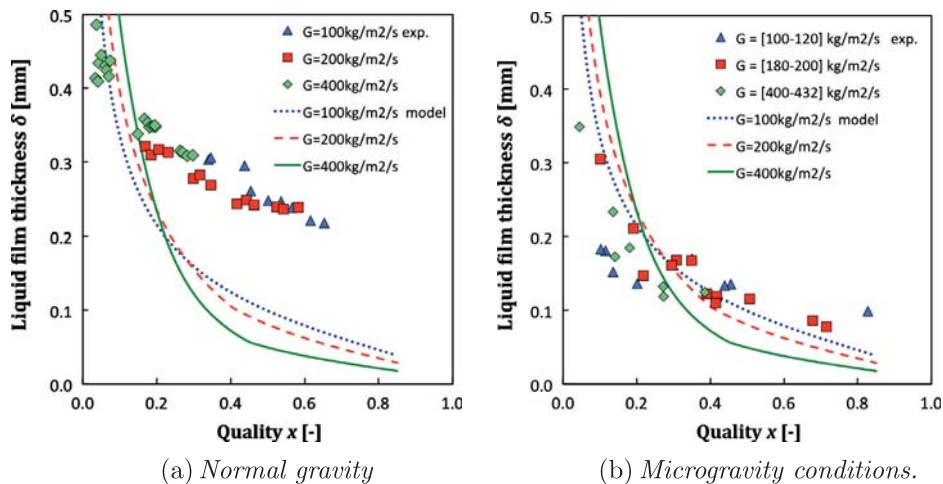 0.5
0.4
0.3
0.2
0.1
0.0
Liquid film thickness δ [mm]
G=100kg/m2/s exp.
G=200kg/m2/s
G=400kg/m2/s
G=100kg/m2/s model
G=200kg/m2/s
G=400kg/m2/s
0.0 0.2 0.4 0.6 0.8 1.0
Quality x [-]
(a) Normal gravity
0.5
0.4
0.3
0.2
0.1
0.0
Liquid film thickness δ [mm]
G = [100-120] kg/m2/s exp.
G = [180-200] kg/m2/s
G = [400-432] kg/m2/s
G=100kg/m2/s model
G=200kg/m2/s
G=400kg/m2/s
0.0 0.2 0.4 0.6 0.8 1.0
Quality x [-]
(b) Microgravity conditions.